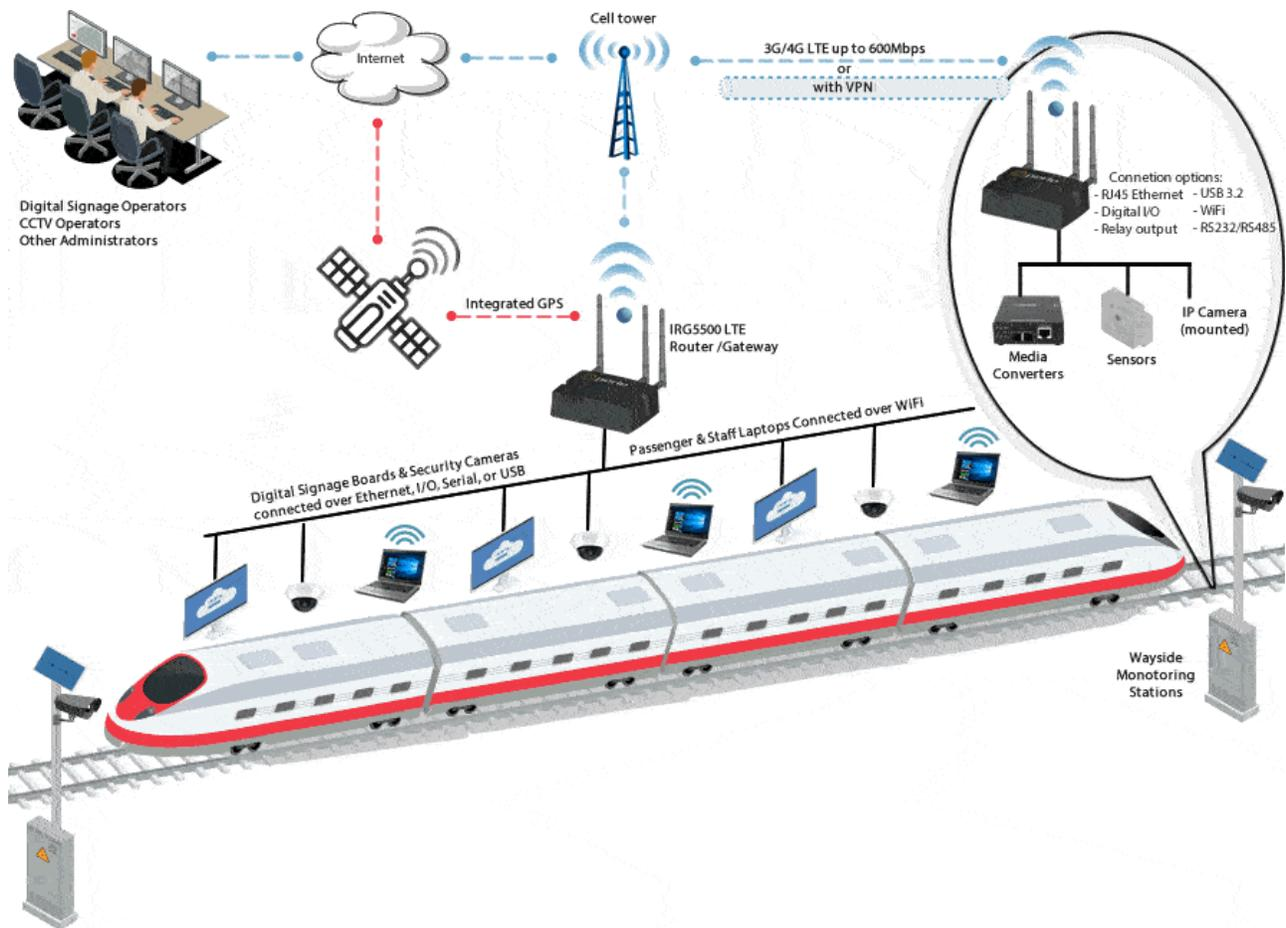 Cell tower
Internet
3G/4G LTE up to 600Mbps
or
with VPN
Digital Signage Operators
CCTV Operators
Other Administrators
Connetion options:
- RJ45 Ethernet - USB 3.2
- Digital I/O - WiFi
- Relay output - RS232/RS485
Integrated GPS
IRG5500 LTE
Router /Gateway
IP Camera
(mounted)
Media
Converters
Sensors
Passenger & Staff Laptops Connected over WiFi
Digital Signage Boards & Security Cameras
connected over Ethernet, I/O, Serial, or USB
Wayside
Monotoring
Stations